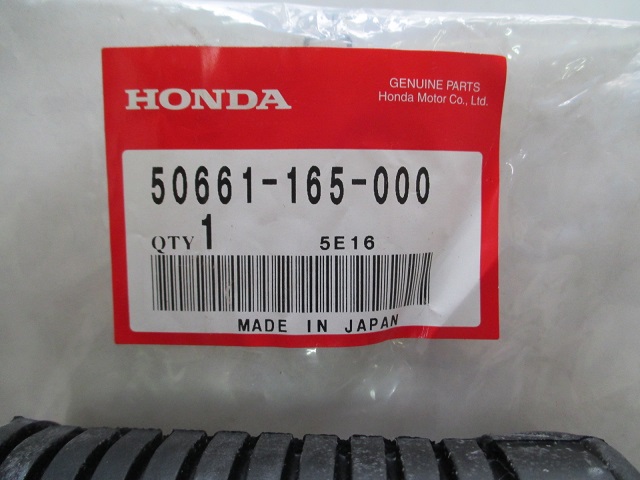 HONDA
GENUINE PARTS
Honda Motor Co., Ltd.
50661-165-000
QTY 1 5E16
MADE IN JAPAN